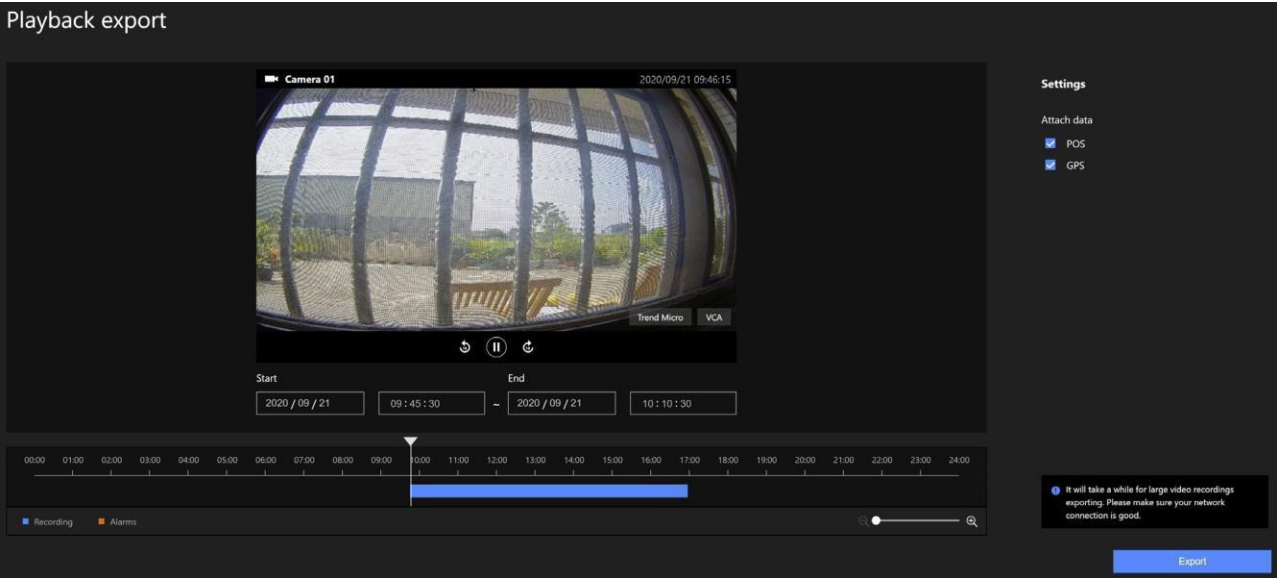 Playback export
Camera 01
2020/09/21 09:46:15
Settings
Attach data
POS
GPS
Trend Micro
VCA
Start
End
2020 / 09 / 21
09 : 45 : 30
~
2020 / 09 / 21
10 : 10 : 30
00:00 01:00 02:00 03:00 04:00 05:00 06:00 07:00 08:00 09:00 10:00 11:00 12:00 13:00 14:00 15:00 16:00 17:00 18:00 19:00 20:00 21:00 22:00 23:00 24:00
Recording
Alarms
It will take a while for large video recordings
exporting. Please make sure your network
connection is good.
Export